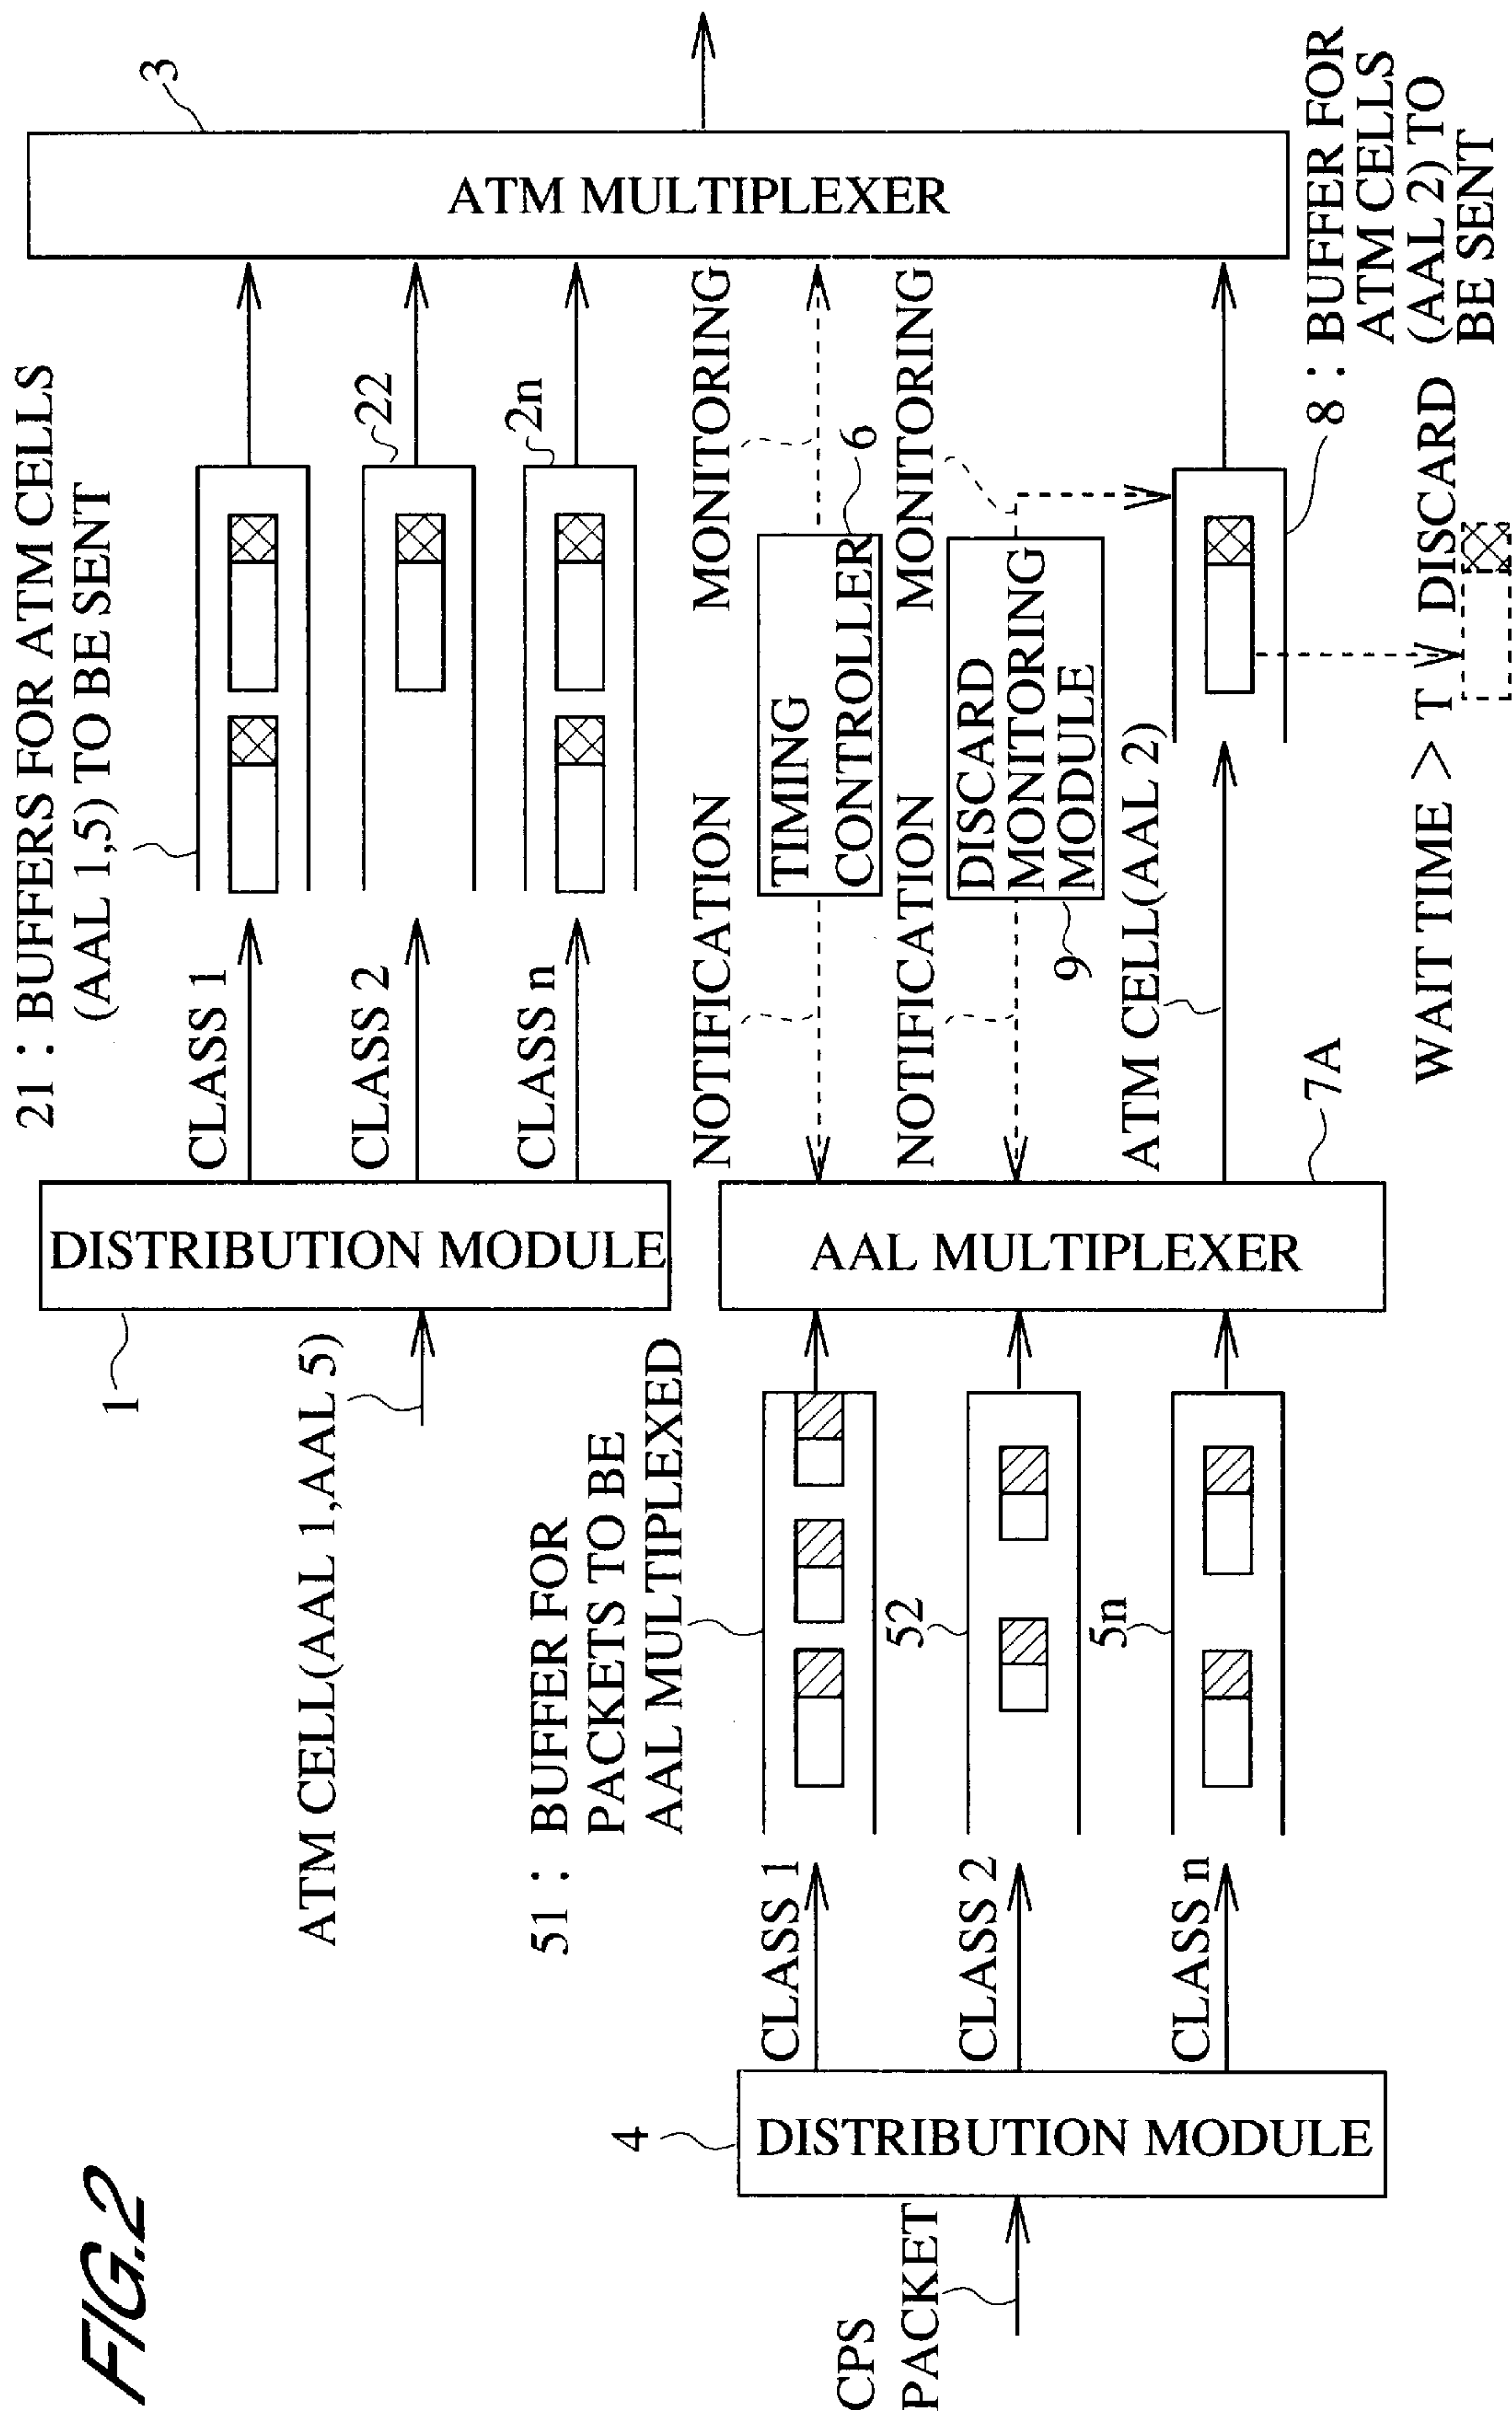 FIG.2
21 : BUFFERS FOR ATM CELLS
(AAL 1,5) TO BE SENT
3
ATM MULTIPLEXER
CLASS 1
CLASS 2
CLASS n
22
2n
DISTRIBUTION MODULE
1
ATM CELL(AAL 1,AAL 5)
NOTIFICATION
MONITORING
TIMING
CONTROLLER
6
NOTIFICATION
MONITORING
DISCARD
MONITORING
MODULE
9
ATM CELL(AAL 2)
8 : BUFFER FOR
ATM CELLS
(AAL 2) TO
BE SENT
WAIT TIME > T
DISCARD
7A
AAL MULTIPLEXER
51 : BUFFER FOR
PACKETS TO BE
AAL MULTIPLEXED
52
5n
CLASS 1
CLASS 2
CLASS n
4
DISTRIBUTION MODULE
CPS
PACKET